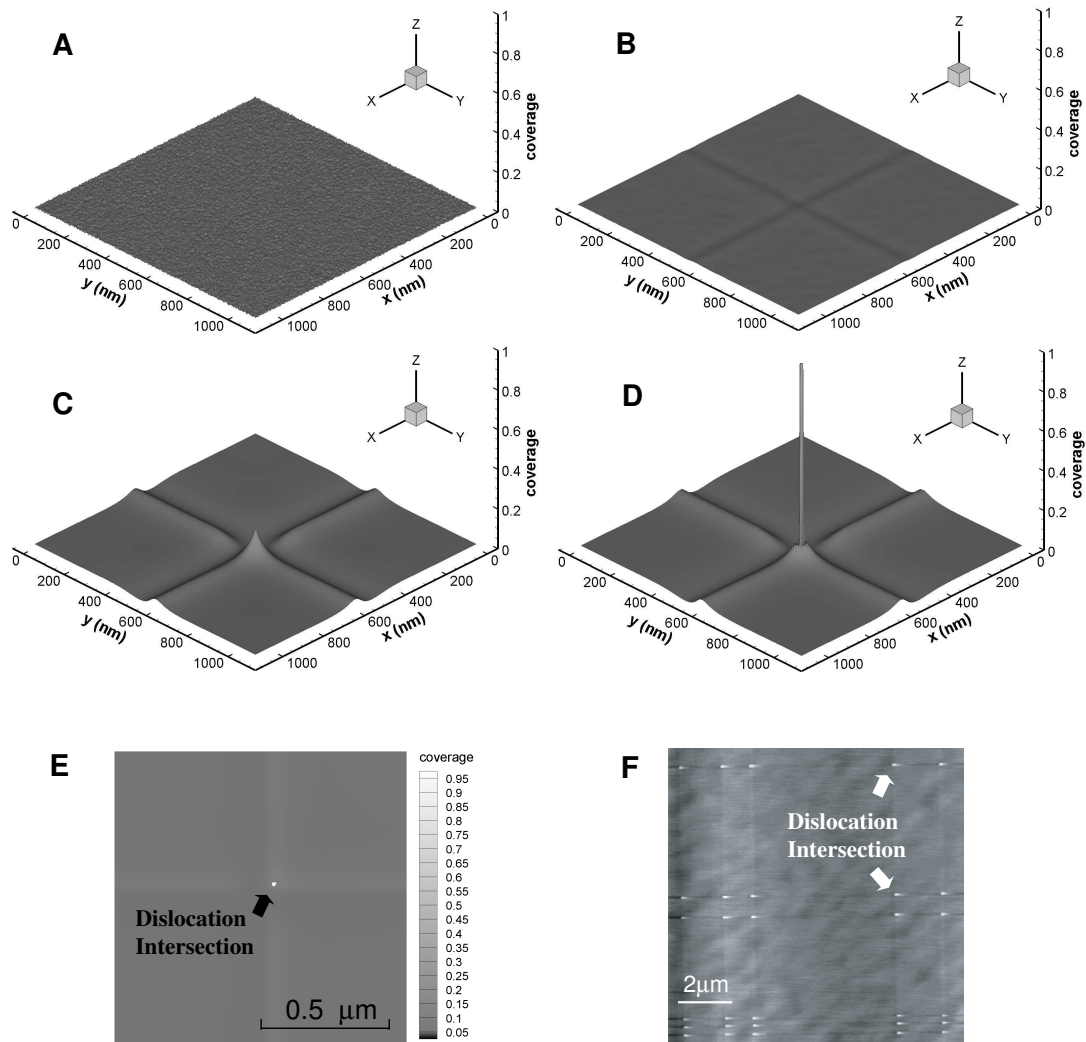 A
Z
X
Y
1
0.8
0.6
0.4
0.2
0
coverage
0
200
400
600
800
1000
y (nm)
0
200
400
600
800
1000
x (nm)
B
Z
X
Y
1
0.8
0.6
0.4
0.2
0
coverage
0
200
400
600
800
1000
y (nm)
0
200
400
600
800
1000
x (nm)
C
Z
X
Y
1
0.8
0.6
0.4
0.2
0
coverage
0
200
400
600
800
1000
y (nm)
0
200
400
600
800
1000
x (nm)
D
Z
X
Y
1
0.8
0.6
0.4
0.2
0
coverage
0
200
400
600
800
1000
y (nm)
0
200
400
600
800
1000
x (nm)
E
Dislocation
Intersection
0.5 μm
coverage
0.95
0.9
0.85
0.8
0.75
0.7
0.65
0.6
0.55
0.5
0.45
0.4
0.35
0.3
0.25
0.2
0.15
0.1
0.05
F
Dislocation
Intersection
2μm